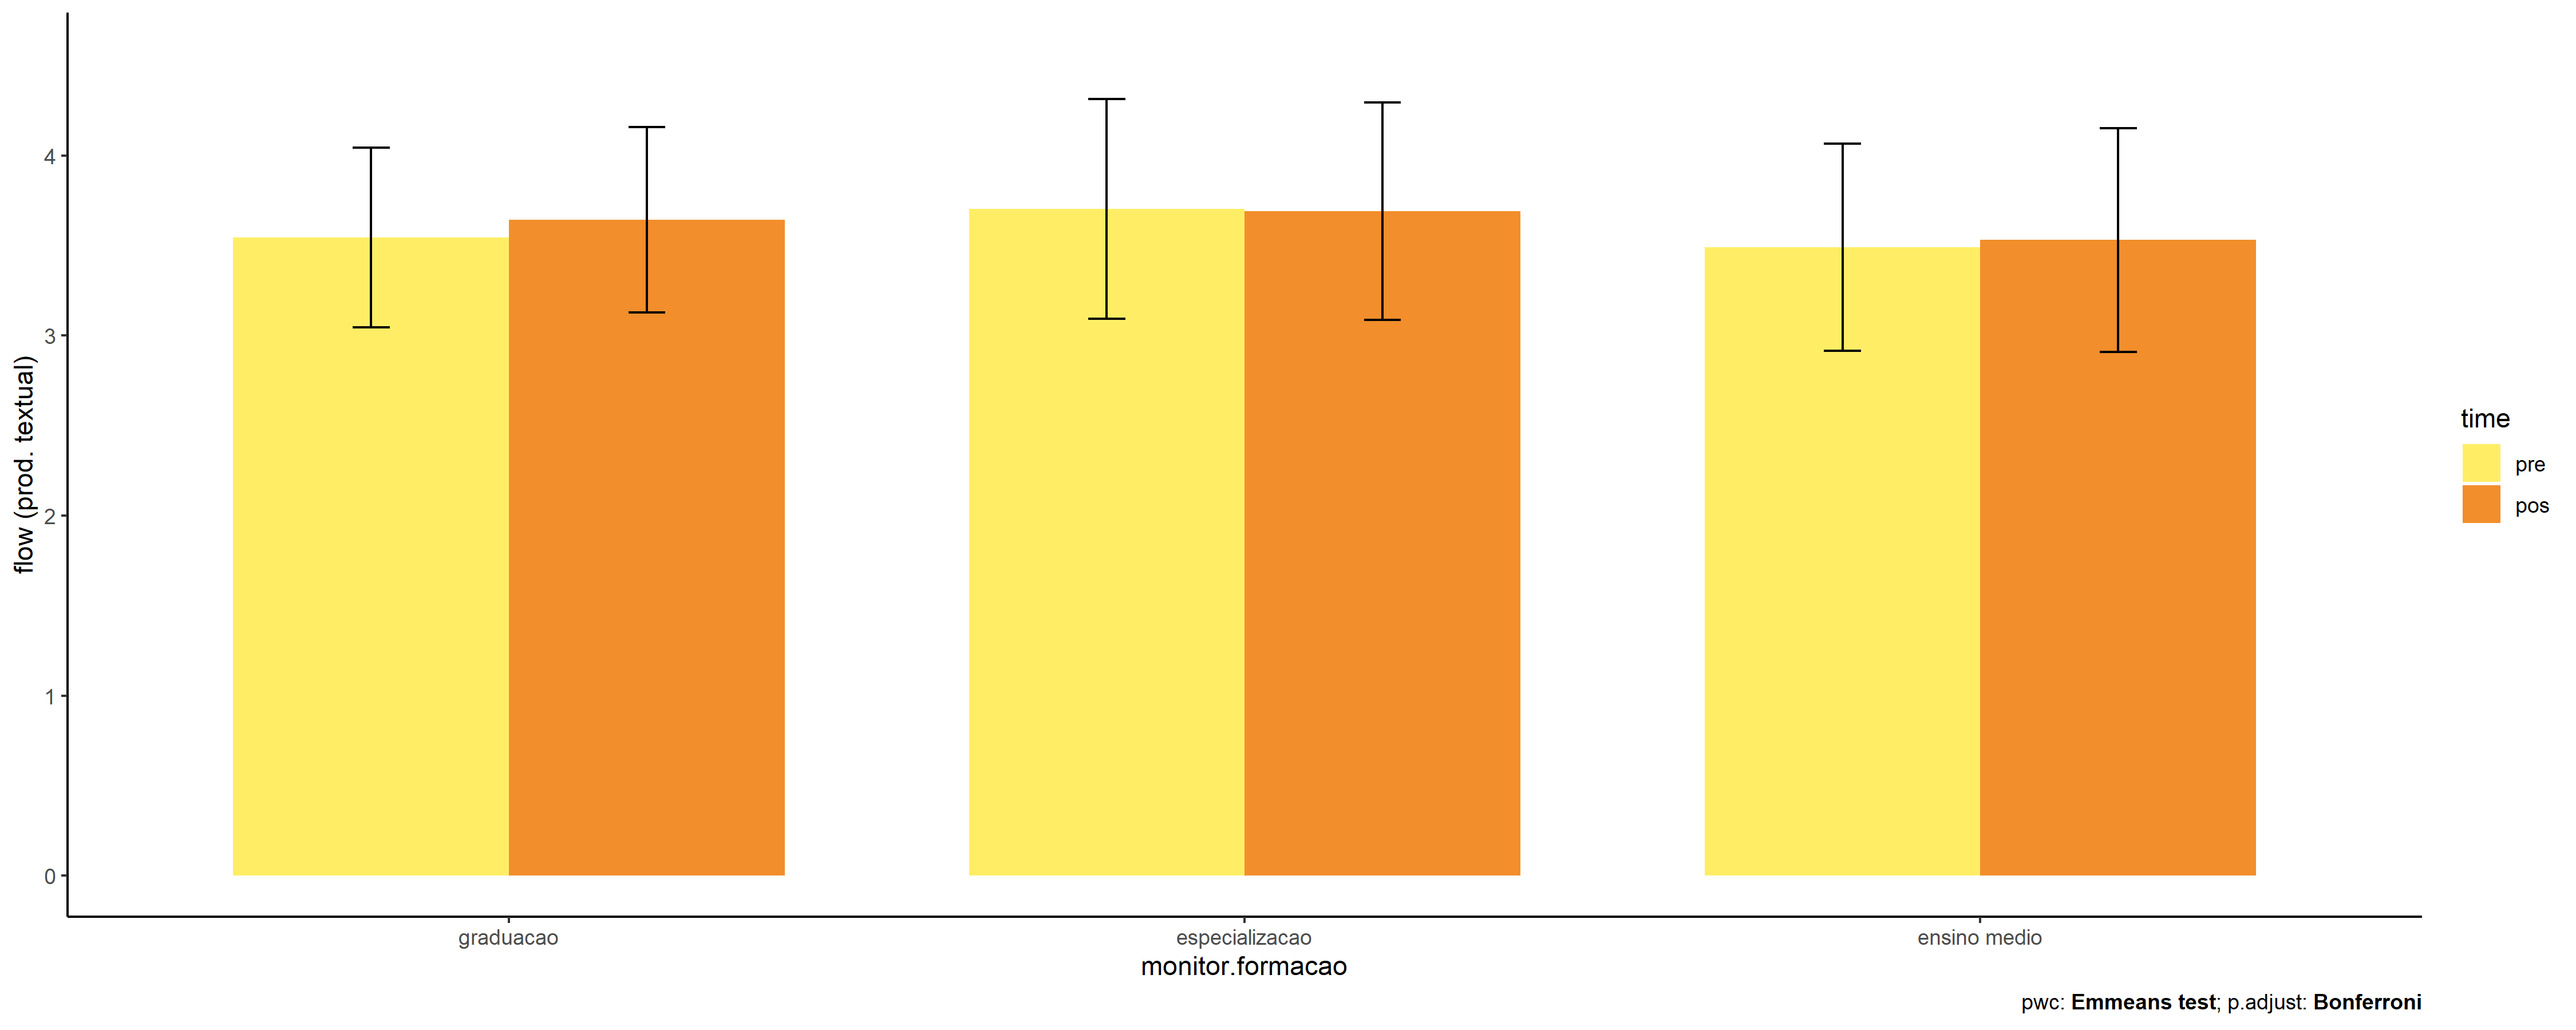 flow (prod. textual)
4
3
2
1
0
graduacao
especializacao
ensino medio
monitor.formacao
time
pre
pos
pwc: Emmeans test; p.adjust: Bonferroni